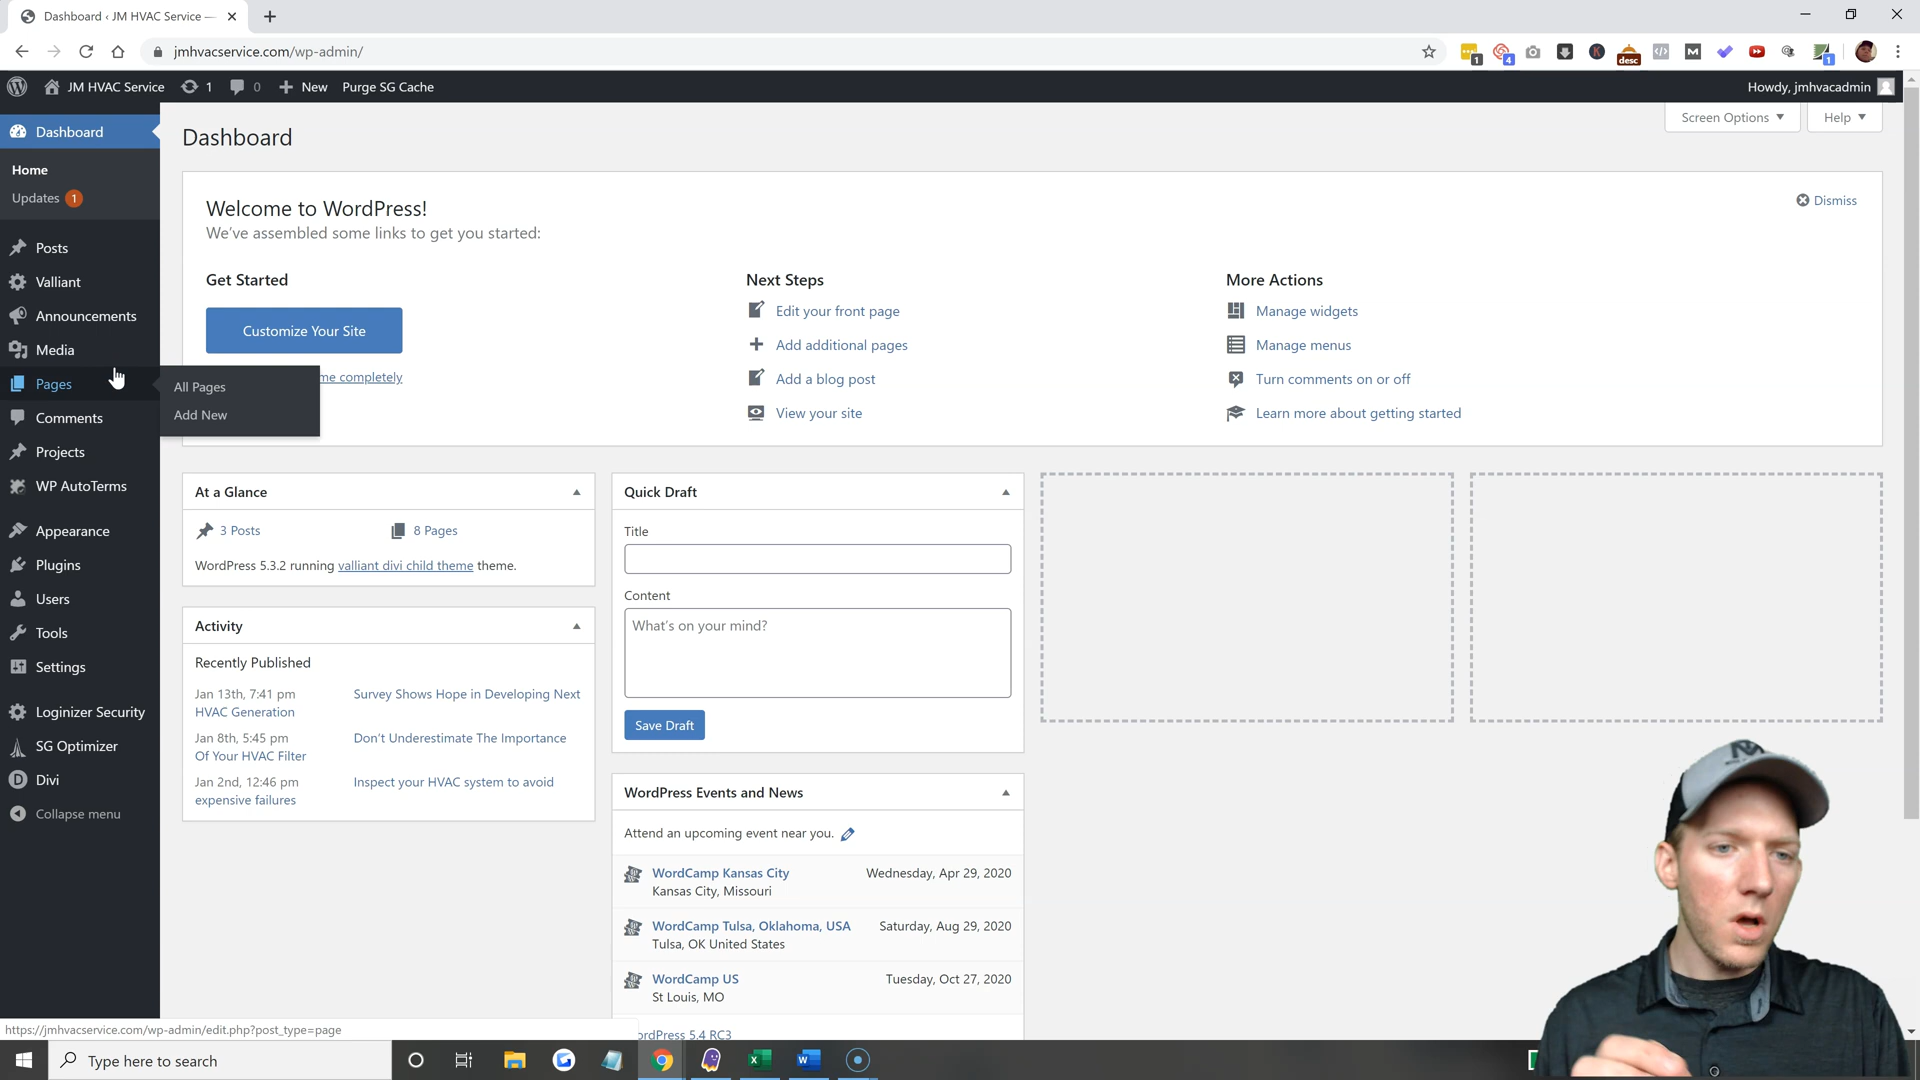 Dashboard ‹ JM HVAC Service —
jmhvacservice.com/wp-admin/
1
4
desc
1
JM HVAC Service
1
0
New
Purge SG Cache
Howdy, jmhvacadmin
Dashboard
Home
Updates 1
Posts
Valliant
Announcements
Media
Pages
Comments
Projects
WP AutoTerms
Appearance
Plugins
Users
Tools
Settings
Loginizer Security
SG Optimizer
Divi
Collapse menu
All Pages
Add New
Dashboard
Screen Options
Help
Welcome to WordPress!
We've assembled some links to get you started:
Dismiss
Get Started
Customize Your Site
me completely
Next Steps
Edit your front page
Add additional pages
Add a blog post
View your site
More Actions
Manage widgets
Manage menus
Turn comments on or off
Learn more about getting started
At a Glance
3 Posts
8 Pages
WordPress 5.3.2 running valliant divi child theme theme.
Activity
Recently Published
Jan 13th, 7:41 pm Survey Shows Hope in Developing Next
HVAC Generation
Jan 8th, 5:45 pm Don't Underestimate The Importance
Of Your HVAC Filter
Jan 2nd, 12:46 pm Inspect your HVAC system to avoid
expensive failures
Quick Draft
Title
Content
What's on your mind?
Save Draft
WordPress Events and News
Attend an upcoming event near you.
WordCamp Kansas City Wednesday, Apr 29, 2020
Kansas City, Missouri
WordCamp Tulsa, Oklahoma, USA Saturday, Aug 29, 2020
Tulsa, OK United States
WordCamp US Tuesday, Oct 27, 2020
St Louis, MO
ordPress 5.4 RC3
https://jmhvacservice.com/wp-admin/edit.php?post_type=page
Type here to search